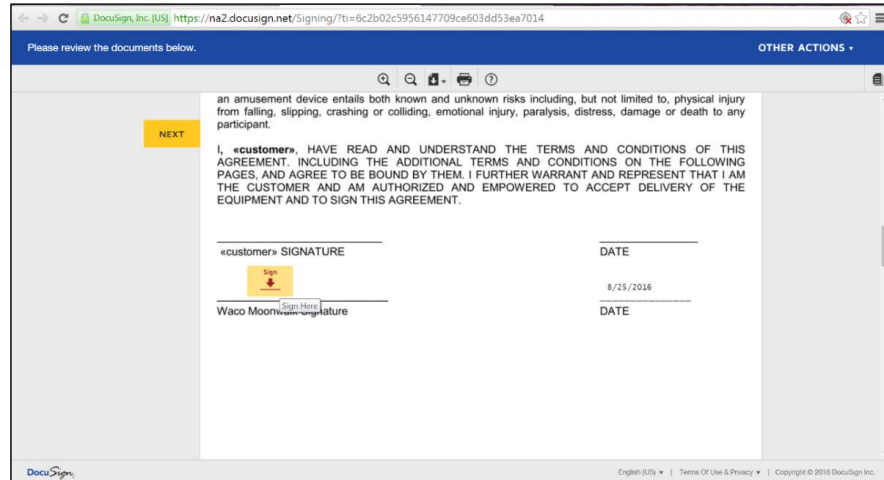 DocuSign, Inc. [US] https://na2.docusign.net/Signing/?ti=6c2b02c5956147709ce603dd53ea7014
Please review the documents below.
OTHER ACTIONS
NEXT
an amusement device entails both known and unknown risks including, but not limited to, physical injury
from falling, slipping, crashing or colliding, emotional injury, paralysis, distress, damage or death to any
participant.
I, «customer», HAVE READ AND UNDERSTAND THE TERMS AND CONDITIONS OF THIS
AGREEMENT. INCLUDING THE ADDITIONAL TERMS AND CONDITIONS ON THE FOLLOWING
PAGES, AND AGREE TO BE BOUND BY THEM. I FURTHER WARRANT AND REPRESENT THAT I AM
THE CUSTOMER AND AM AUTHORIZED AND EMPOWERED TO ACCEPT DELIVERY OF THE
EQUIPMENT AND TO SIGN THIS AGREEMENT.
«customer» SIGNATURE DATE
Sign
8/25/2016
Sign Here
Waco Moonwalk Signature DATE
DocuSign
English (US) | Terms Of Use & Privacy | Copyright © 2016 DocuSign Inc.